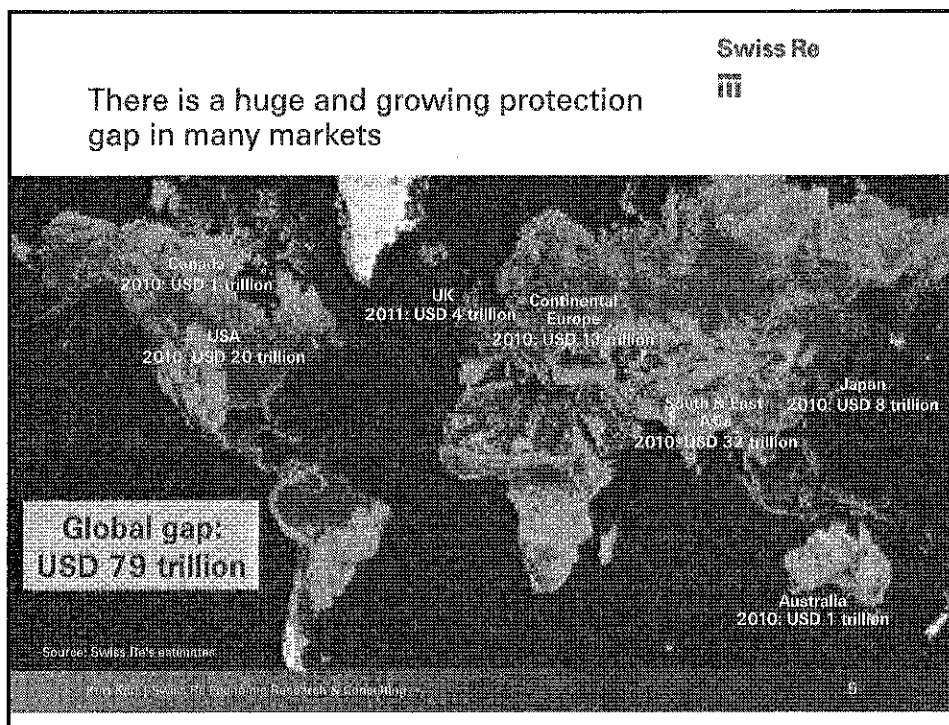 Swiss Re
There is a huge and growing protection
gap in many markets
Canada
2010: USD 1 trillion
USA
2010: USD 20 trillion
UK
2011: USD 4 trillion
Continental
Europe
2010: USD 13 trillion
Japan
2010: USD 8 trillion
South & East
Asia
2010: USD 32 trillion
Global gap:
USD 79 trillion
Australia
2010: USD 1 trillion
Source: Swiss Re's estimates
Kurt Karl | Swiss Re Economic Research & Consulting